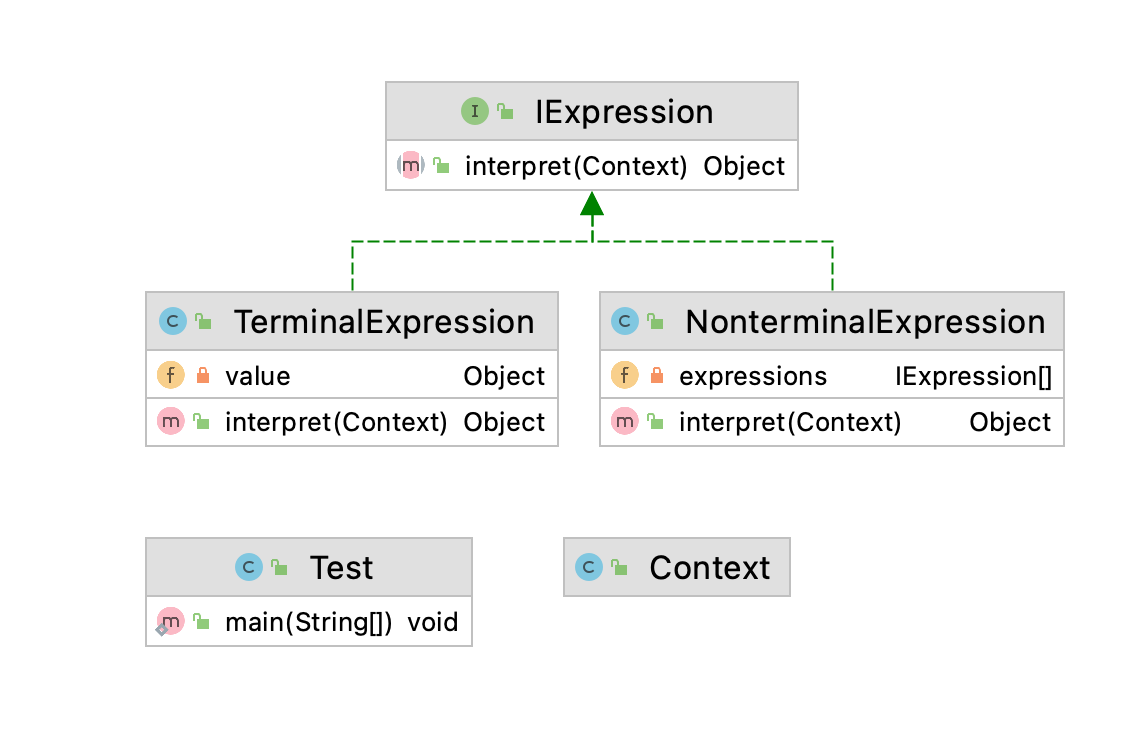 I IExpression
m interpret(Context) Object
C TerminalExpression
f value Object
m interpret(Context) Object
C NonterminalExpression
f expressions IExpression[]
m interpret(Context) Object
C Test
m main(String[]) void
C Context